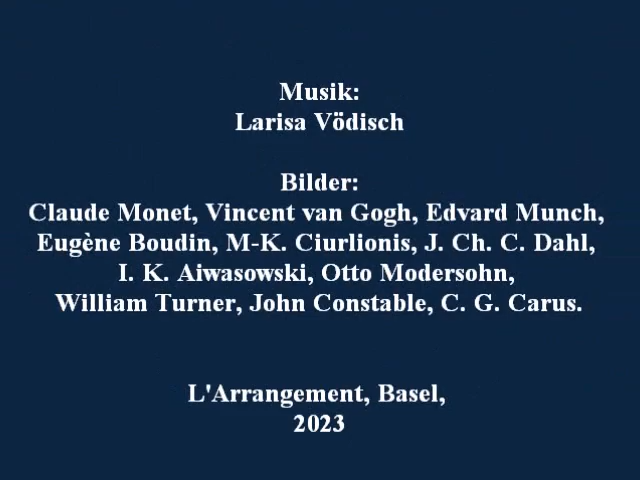 Musik:
Larisa Vödisch
Bilder:
Claude Monet, Vincent van Gogh, Edvard Munch,
Eugène Boudin, M-K. Ciurlionis, J. Ch. C. Dahl,
I. K. Aiwasowski, Otto Modersohn,
William Turner, John Constable, C. G. Carus.
L'Arrangement, Basel,
2023